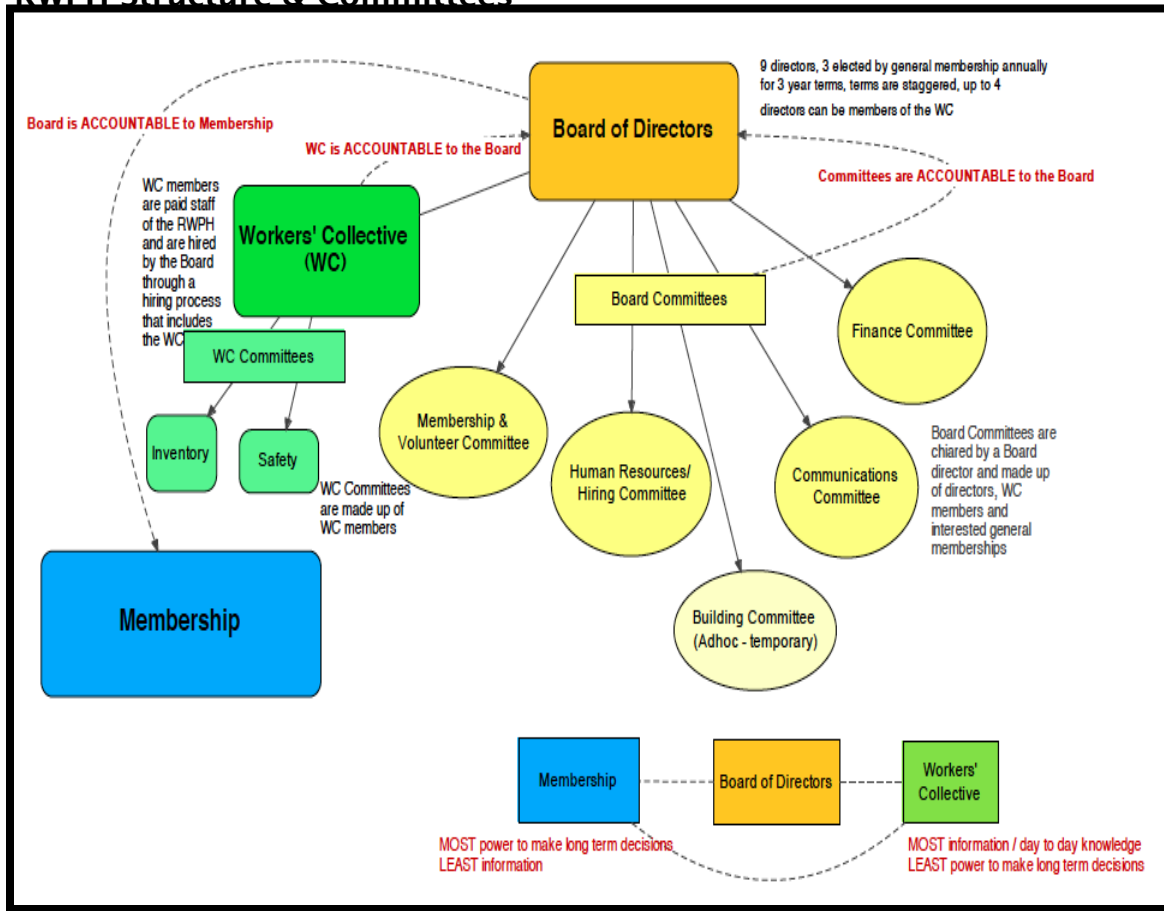 RWPH Structure & Committees
9 directors, 3 elected by general membership annually
for 3 year terms, terms are staggered, up to 4
directors can be members of the WC
Board of Directors
Board is ACCOUNTABLE to Membership
WC is ACCOUNTABLE to the Board
Committees are ACCOUNTABLE to the Board
WC members
are paid staff
of the RWPH
and are hired
by the Board
through a
hiring process
that includes
the WC
Workers' Collective
(WC)
Board Committees
Finance Committee
WC Committees
Membership &
Volunteer Committee
Inventory
Safety
Human Resources/
Hiring Committee
Communications
Committee
Board Committees are
chiared by a Board
director and made up
of directors, WC
members and
interested general
memberships
WC Committees
are made up of
WC members
Membership
Building Committee
(Adhoc - temporary)
Membership
Board of Directors
Workers'
Collective
MOST power to make long term decisions
LEAST information
MOST information / day to day knowledge
LEAST power to make long term decisions